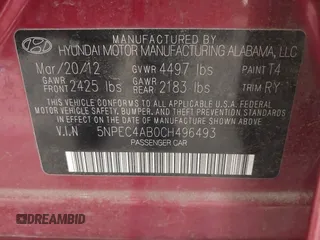 HYUNDAI MOTOR MANUFACTURING ALABAMA, LLC
Mar/20/12 GVWR 4497 lbs PAINT T4
GAWR FRONT 2425 lbs GAWR REAR 2183 lbs TRIM RY
THIS VEHICLE CONFORMS TO ALL APPLICABLE U.S. FEDERAL MOTOR
VEHICLE SAFETY, BUMPER, AND THEFT PREVENTION STANDARDS
IN EFFECT ON THE DATE OF MANUFACTURE SHOWN ABOVE.
V.I.N 5NPEC4AB0CH496493
PASSENGER CAR
DREAMBID